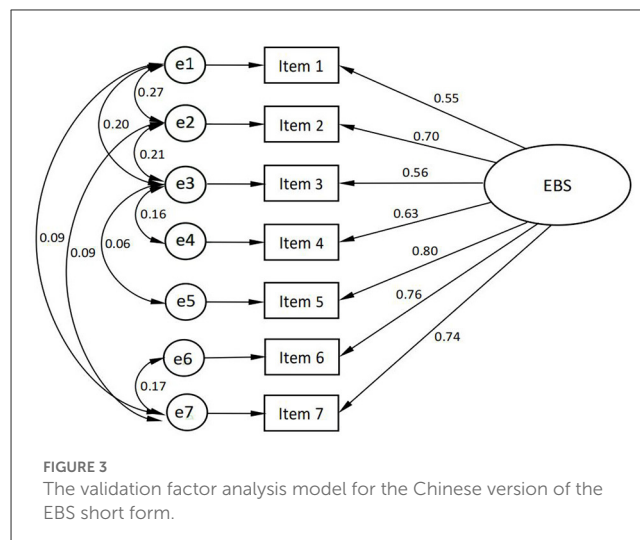 e1
Item 1
0.55
0.27
e2
Item 2
0.70
0.20
0.21
e3
Item 3
0.56
EBS
0.16
e4
Item 4
0.63
0.09
0.09
0.06
e5
Item 5
0.80
0.76
e6
Item 6
0.74
0.17
e7
Item 7
FIGURE 3
The validation factor analysis model for the Chinese version of the
EBS short form.